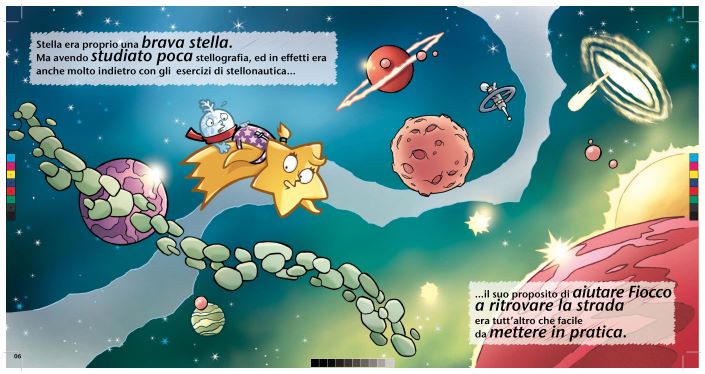 Stella era proprio una brava stella.
Ma avendo studiato poca stellografia, ed in effetti era
anche molto indietro con gli esercizi di stellonautica...
...il suo proposito di aiutare Fiocco
a ritrovare la strada
era tutt'altro che facile
da mettere in pratica.
06